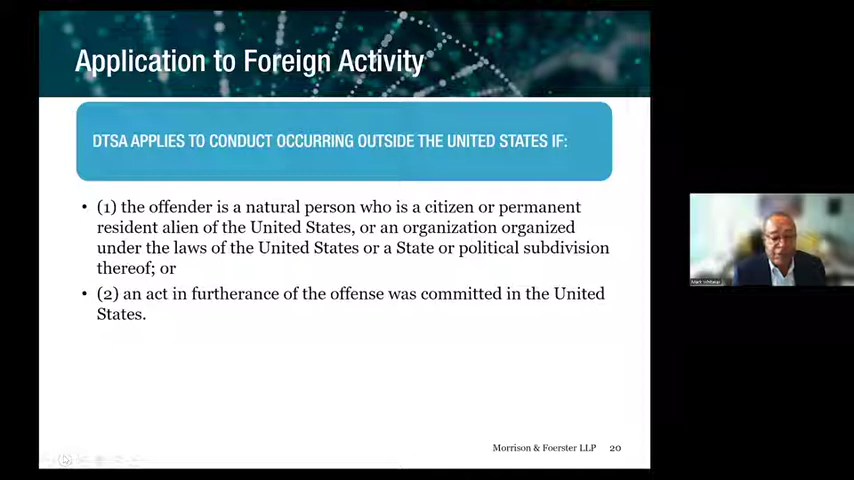 Application to Foreign Activity
DTSA APPLIES TO CONDUCT OCCURRING OUTSIDE THE UNITED STATES IF:
• (1) the offender is a natural person who is a citizen or permanent
resident alien of the United States, or an organization organized
under the laws of the United States or a State or political subdivision
thereof; or
• (2) an act in furtherance of the offense was committed in the United
States.
Morrison & Foerster LLP 20